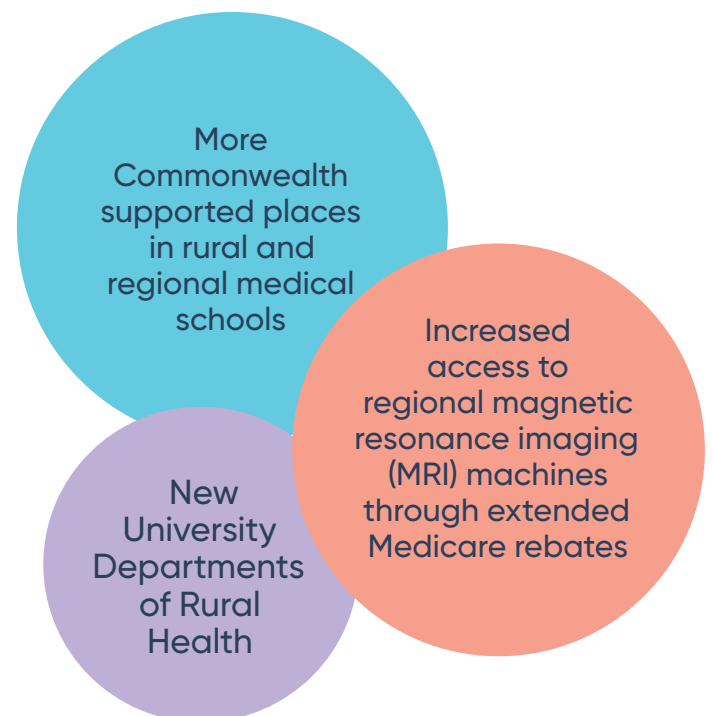 More
Commonwealth
supported places
in rural and
regional medical
schools
Increased
access to
regional magnetic
resonance imaging
(MRI) machines
through extended
Medicare rebates
New
University
Departments
of Rural
Health